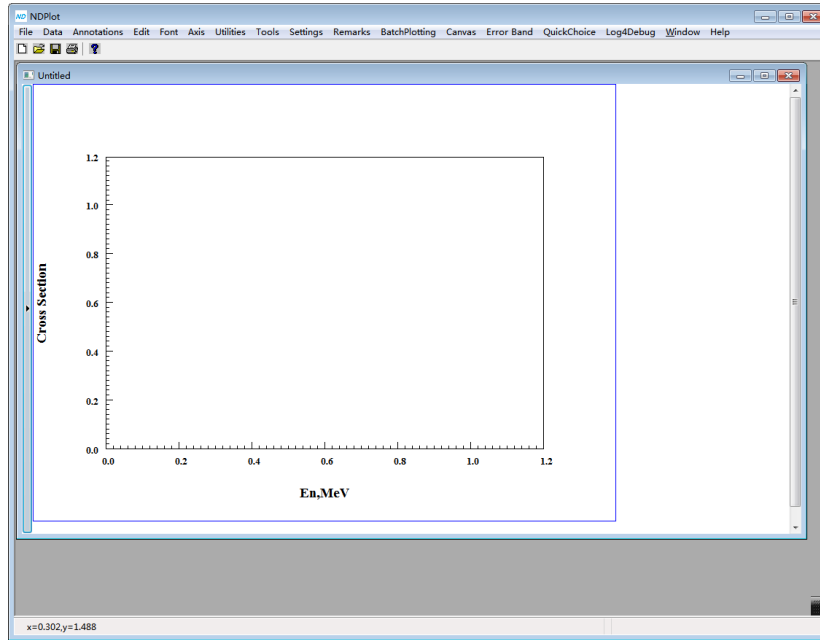 ND NDPlot
File Data Annotations Edit Font Axis Utilities Tools Settings Remarks BatchPlotting Canvas Error Band QuickChoice Log4Debug Window Help
?
Untitled
1.2
1.0
0.8
0.6
0.4
0.2
0.0
Cross Section
0.0 0.2 0.4 0.6 0.8 1.0 1.2
En,MeV
x=0.302,y=1.488